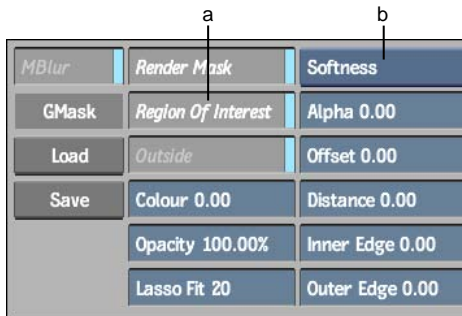 a b
MBlur Render Mask Softness
GMask Region Of Interest Alpha 0.00
Load Outside Offset 0.00
Save Colour 0.00 Distance 0.00
Opacity 100.00% Inner Edge 0.00
Lasso Fit 20 Outer Edge 0.00